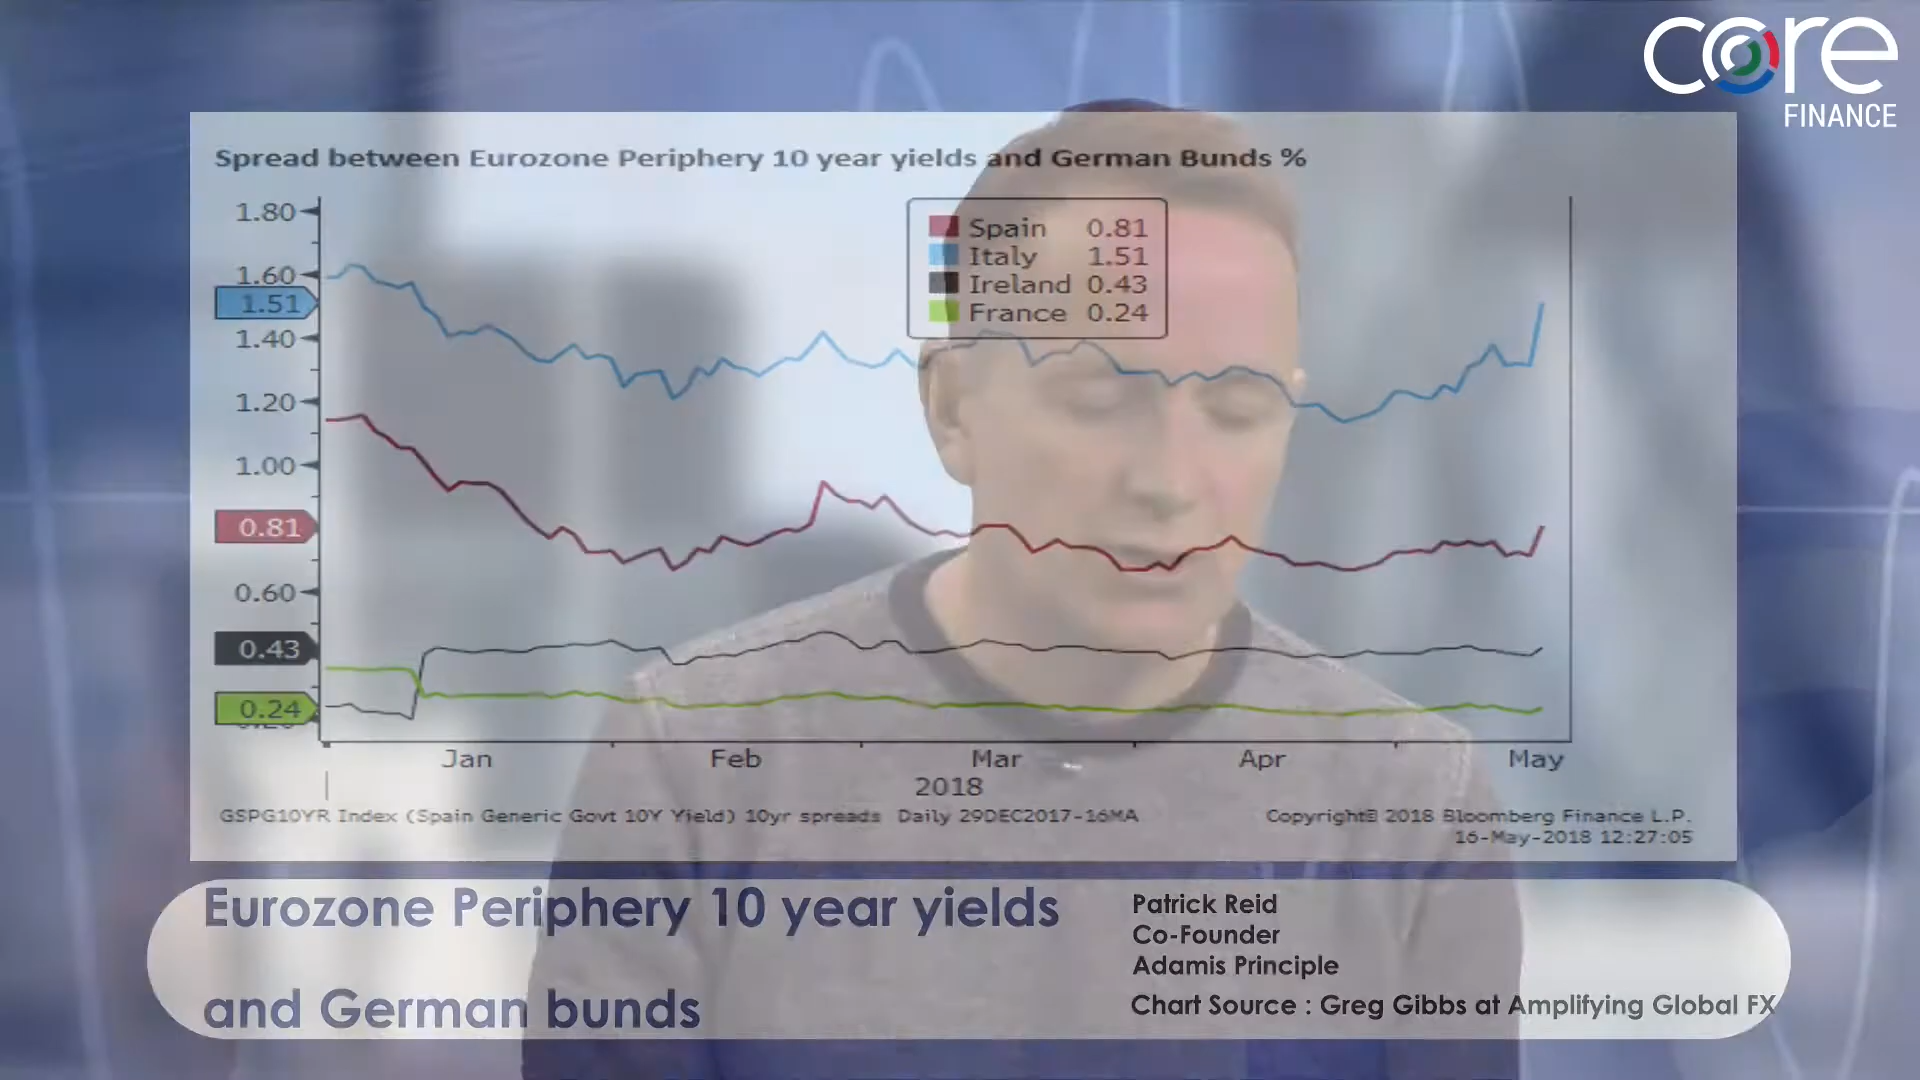 core
FINANCE
Spread between Eurozone Periphery 10 year yields and German Bunds %
Spain 0.81
Italy 1.51
Ireland 0.43
France 0.24
1.80
1.60
1.51
1.40
1.20
1.00
0.81
0.60
0.43
0.24
Jan Feb Mar Apr May
2018
GSPG10YR Index (Spain Generic Govt 10Y Yield) 10yr spreads Daily 29DEC2017-16MA
Copyright© 2018 Bloomberg Finance L.P.
16-May-2018 12:27:05
Eurozone Periphery 10 year yields
and German bunds
Patrick Reid
Co-Founder
Adamis Principle
Chart Source : Greg Gibbs at Amplifying Global FX